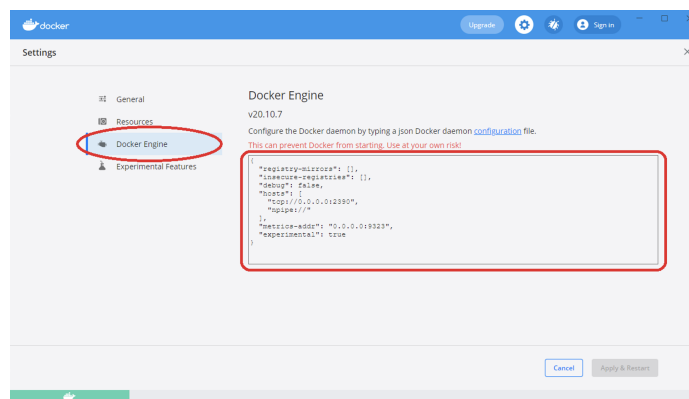 docker
Upgrade
Sign in
Settings
General
Resources
Docker Engine
Experimental Features
Docker Engine
v20.10.7
Configure the Docker daemon by typing a json Docker daemon configuration file.
This can prevent Docker from starting. Use at your own risk!
{
"registry-mirrors": [],
"insecure-registries": [],
"debug": false,
"hosts": [
"tcp://0.0.0.0:2390",
"npipe://"
],
"metrics-addr": "0.0.0.0:9323",
"experimental": true
}
Cancel
Apply & Restart